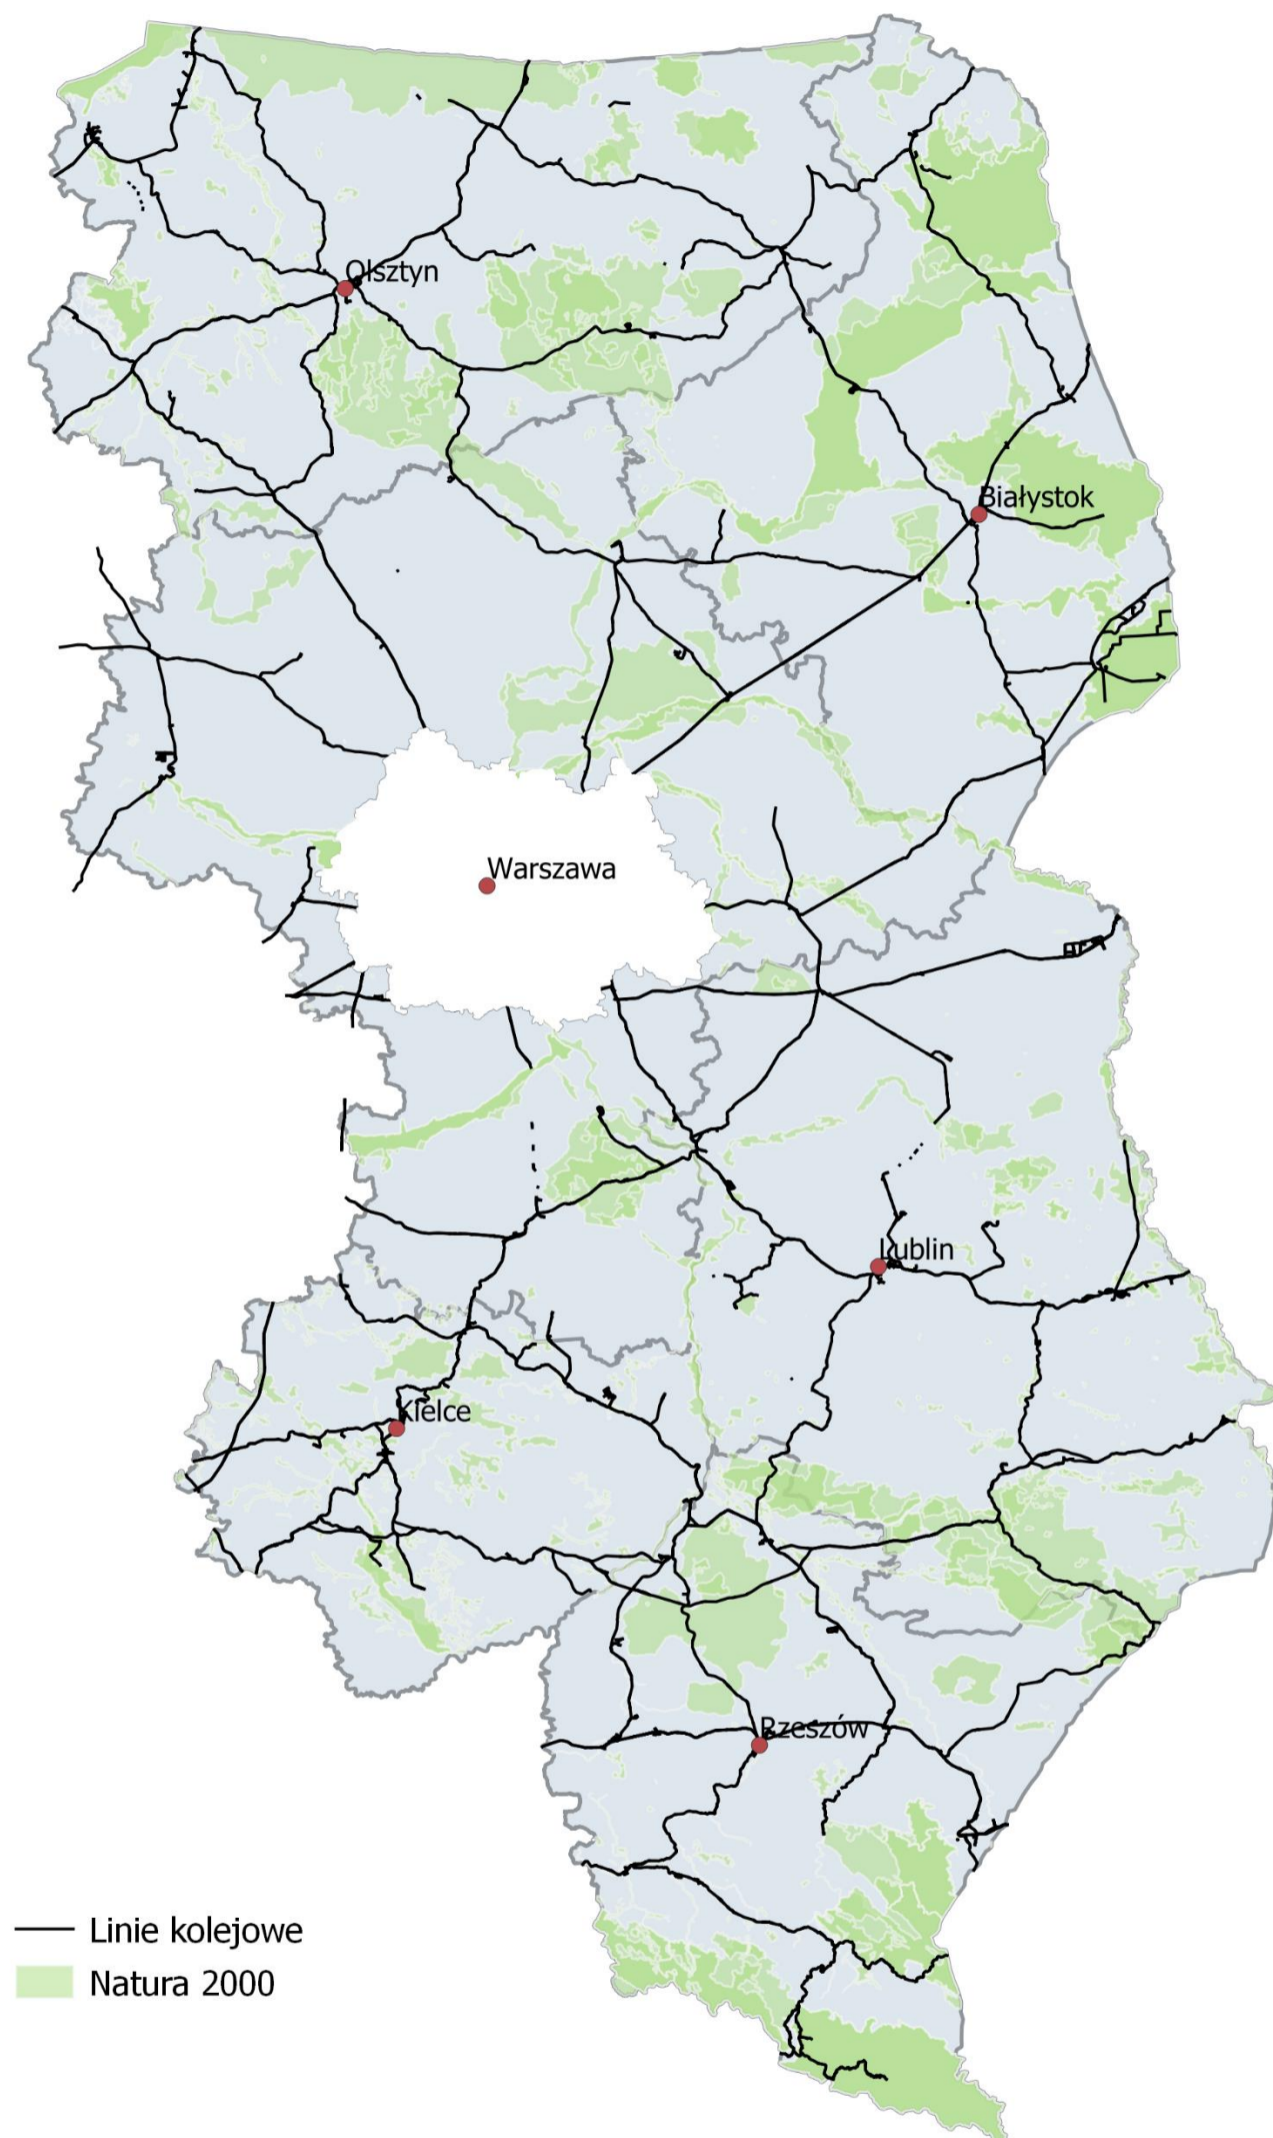 Olsztyn
Białystok
Warszawa
Lublin
Kielce
Rzeszów
Linie kolejowe
Natura 2000